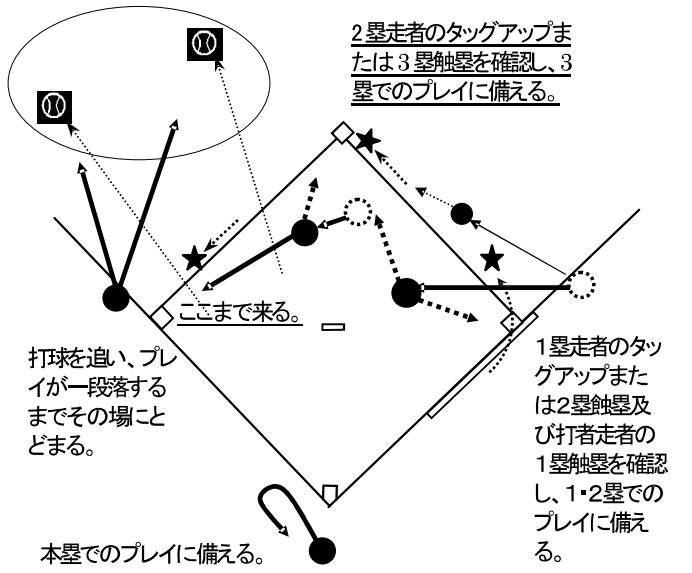 2塁走者のタッグアップま
たは3塁触塁を確認し、3
塁でのプレイに備える。
ここまで来る。
打球を追い、プレ
イが一段落する
までその場にと
どまる。
1塁走者のタッ
グアップまた
は2塁蝕塁及
び打者走者の
1塁触塁を確認
し、1・2塁での
プレイに備え
る。
本塁でのプレイに備える。